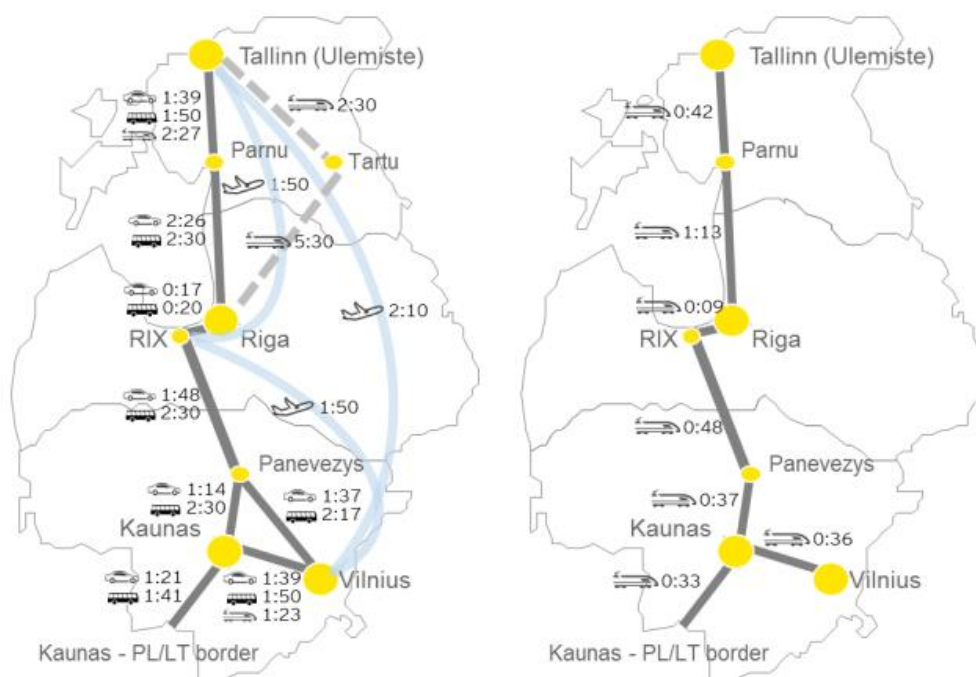 Tallinn (Ulemiste)
1:39
1:50
2:27
2:30
Parnu
Tartu
1:50
2:26
2:30
5:30
0:17
0:20
2:10
RIX
Riga
1:48
2:30
1:50
Panevezys
1:14
2:30
1:37
2:17
Kaunas
1:21
1:41
1:39
1:50
1:23
Vilnius
Kaunas - PL/LT border
Tallinn (Ulemiste)
0:42
Parnu
1:13
0:09
RIX
Riga
0:48
Panevezys
0:37
Kaunas
0:36
0:33
Vilnius
Kaunas - PL/LT border